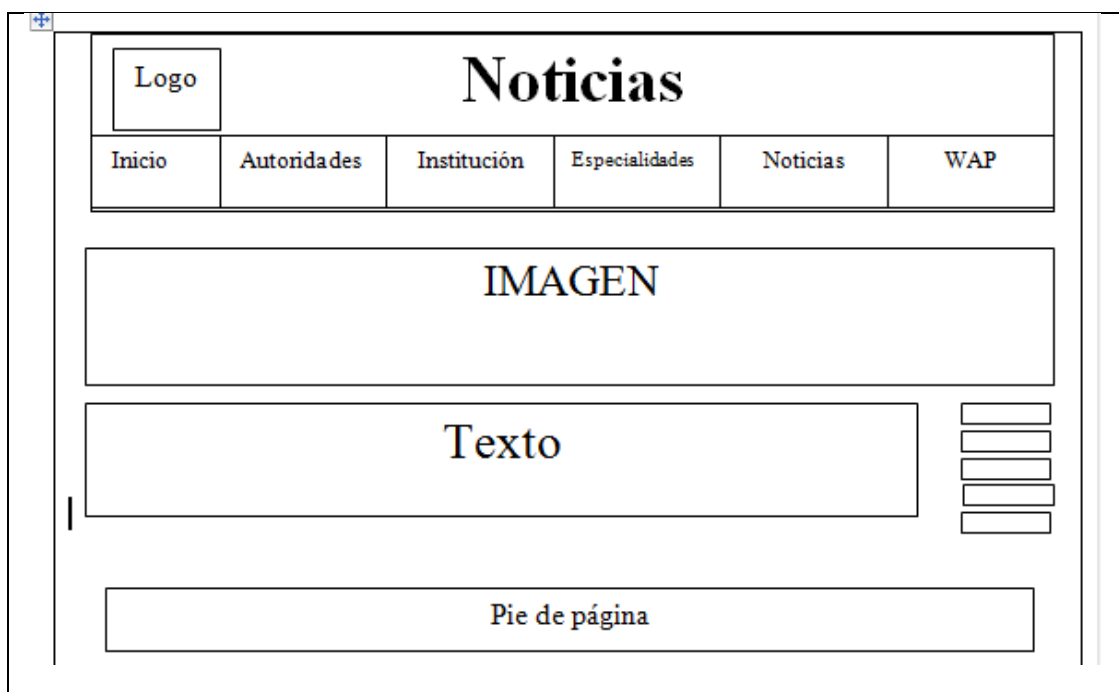 Logo
Noticias
Inicio Autoridades Institución Especialidades Noticias WAP
IMAGEN
Texto
Pie de página